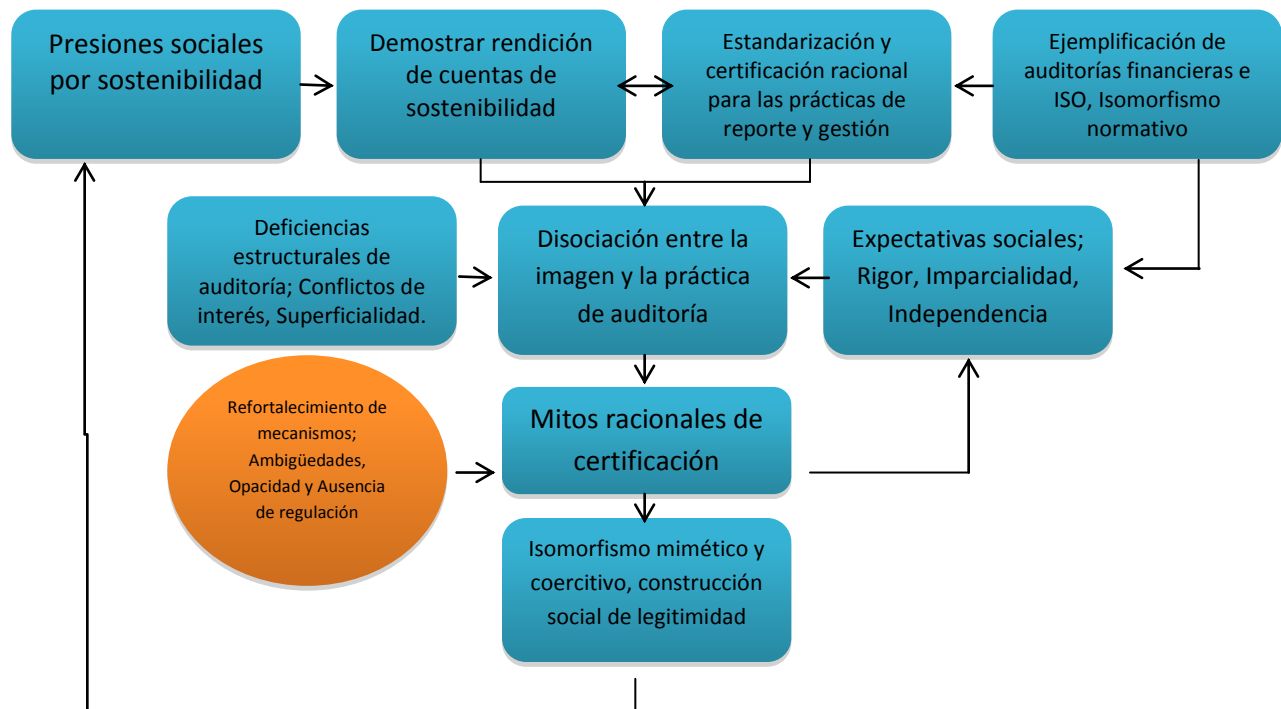 Presiones sociales
por sostenibilidad
Demostrar rendición
de cuentas de
sostenibilidad
Estandarización y
certificación racional
para las prácticas de
reporte y gestión
Ejemplificación de
auditorías financieras e
ISO, Isomorfismo
normativo
Deficiencias
estructurales de
auditoría; Conflictos de
interés, Superficialidad.
Disociación entre la
imagen y la práctica
de auditoría
Expectativas sociales;
Rigor, Imparcialidad,
Independencia
Refortalecimiento de
mecanismos;
Ambigüedades,
Opacidad y Ausencia
de regulación
Mitos racionales de
certificación
Isomorfismo mimético y
coercitivo, construcción
social de legitimidad